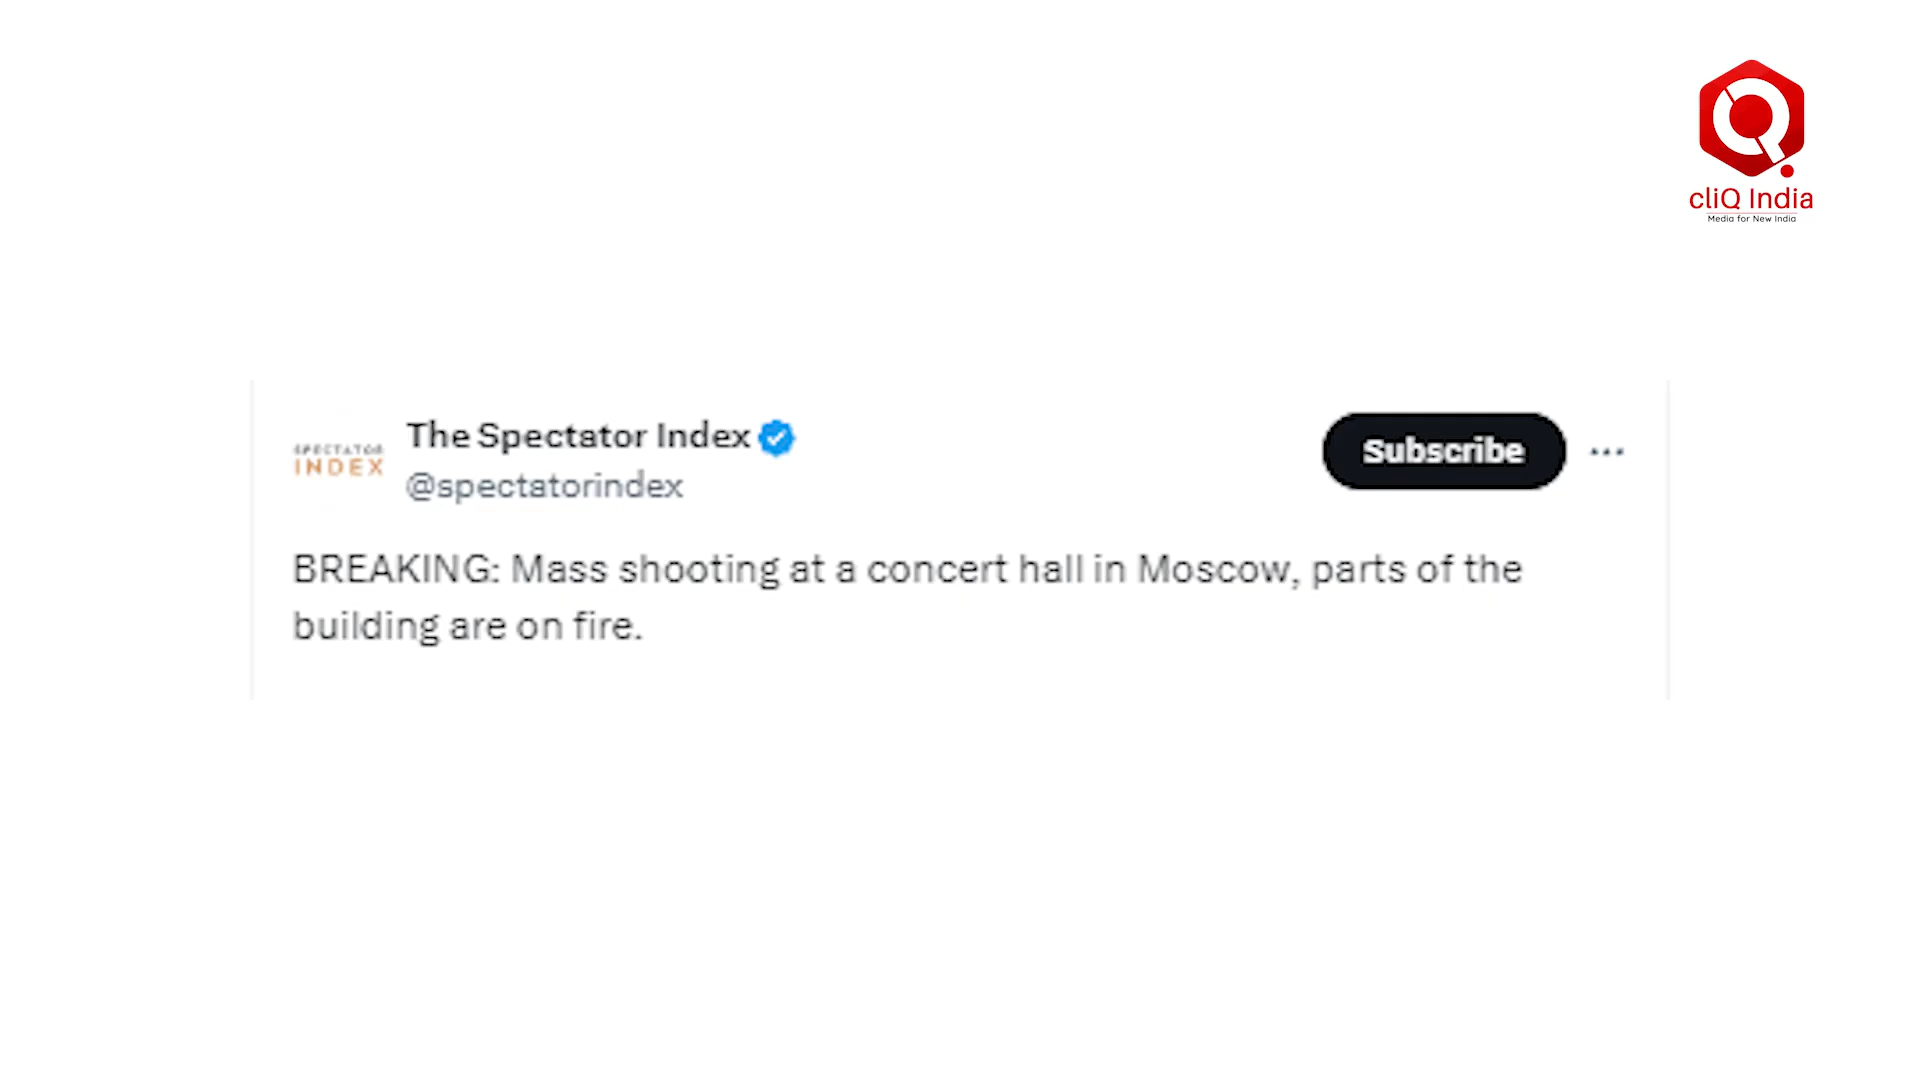 cliQ India
Media for New India
SPECTATOR
INDEX
The Spectator Index
@spectatorindex
Subscribe
BREAKING: Mass shooting at a concert hall in Moscow, parts of the
building are on fire.